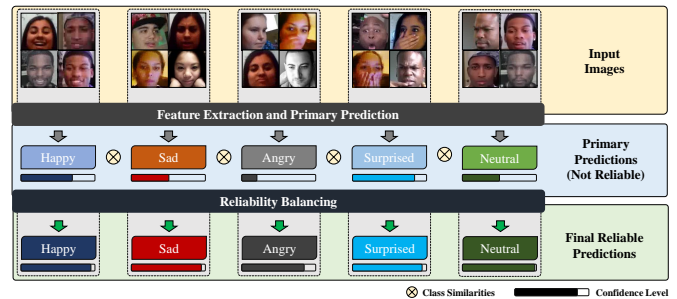 Input
Images
Feature Extraction and Primary Prediction
Happy
Sad
Angry
Surprised
Neutral
Primary
Predictions
(Not Reliable)
Reliability Balancing
Happy
Sad
Angry
Surprised
Neutral
Final Reliable
Predictions
Class Similarities
Confidence Level